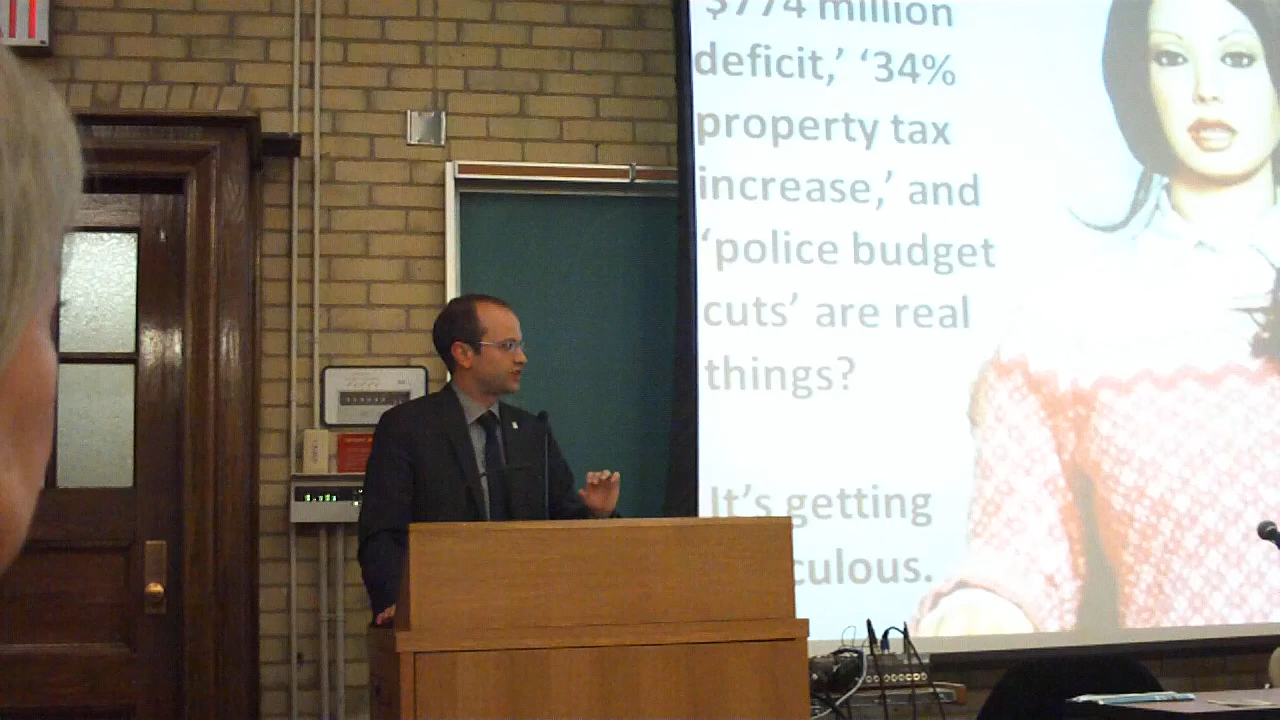 $774 million
deficit,’ ‘34%
property tax
increase,’ and
‘police budget
cuts’ are real
things?
It’s getting
culous.